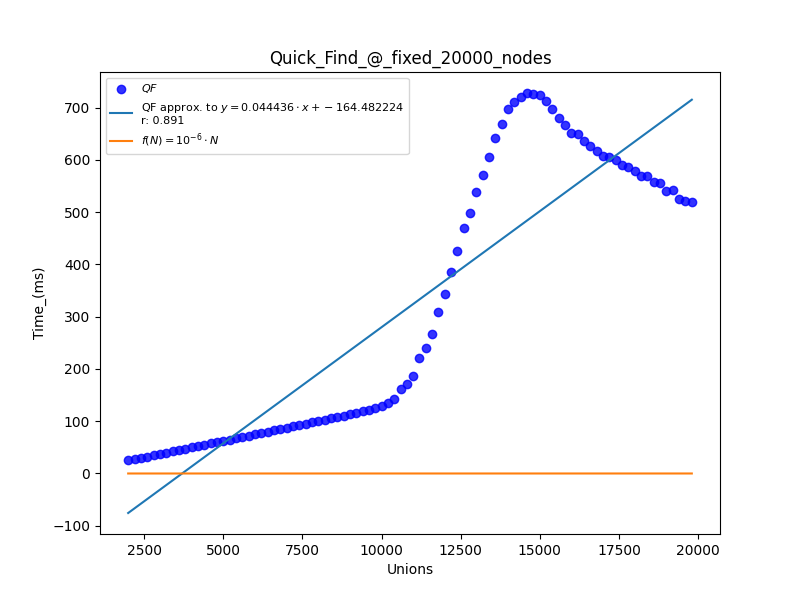 Quick_Find_@_fixed_20000_nodes
QF
QF approx. to y = 0.044436 · x + − 164.482224
r: 0.891
f(N) = 10⁻⁶ · N
Time_(ms)
700
600
500
400
300
200
100
0
−100
2500 5000 7500 10000 12500 15000 17500 20000
Unions